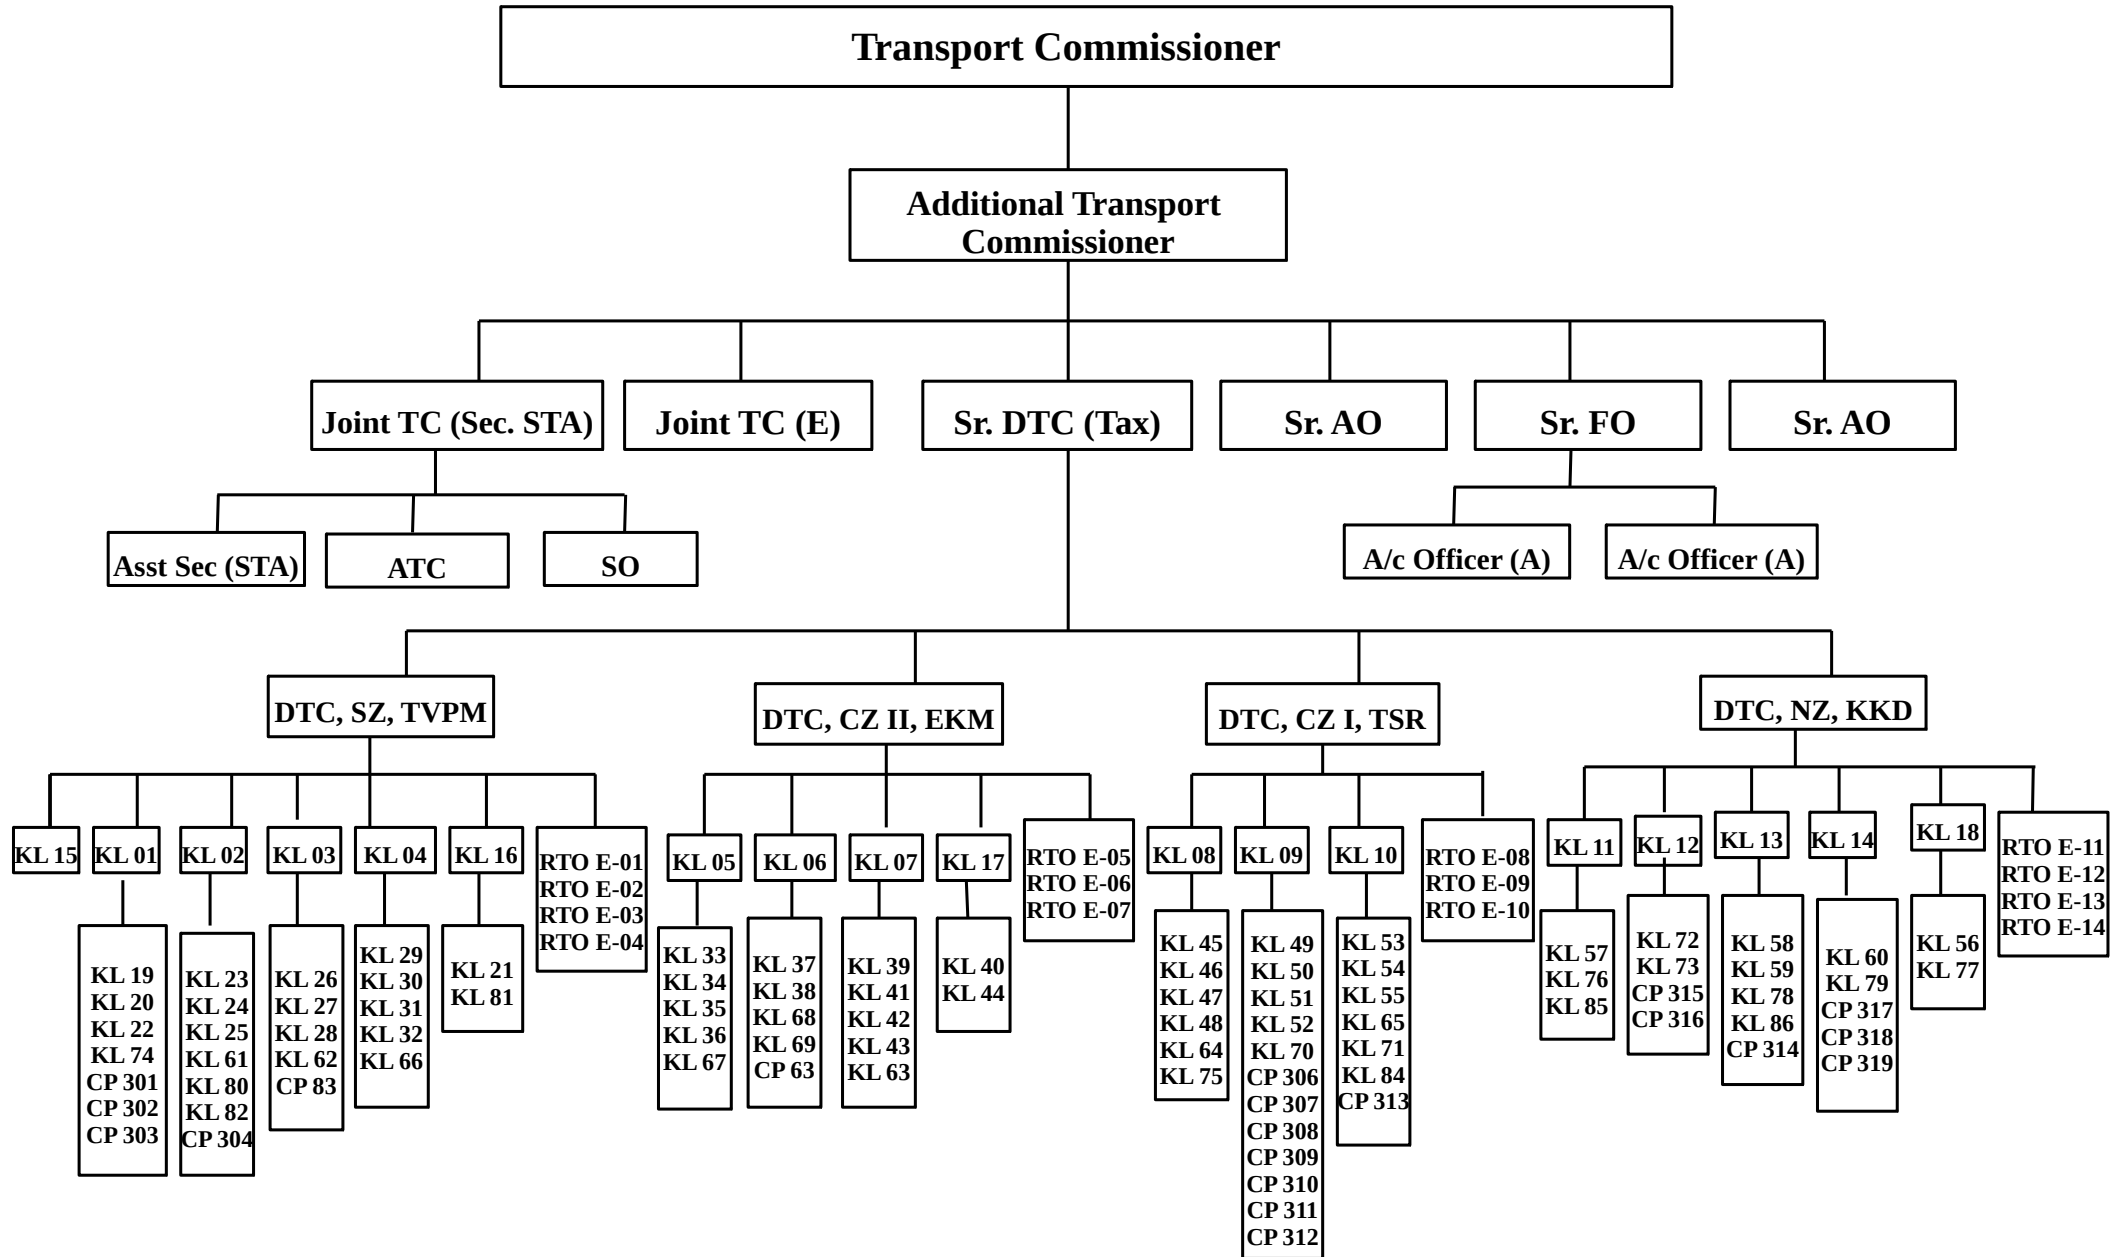 Transport Commissioner
Additional Transport
Commissioner
Joint TC (Sec. STA)
Joint TC (E)
Sr. DTC (Tax)
Sr. AO
Sr. FO
Sr. AO
Asst Sec (STA)
ATC
SO
A/c Officer (A)
A/c Officer (A)
DTC, SZ, TVPM
DTC, CZ II, EKM
DTC, CZ I, TSR
DTC, NZ, KKD
KL 15
KL 01
KL 02
KL 03
KL 04
KL 16
RTO E-01
RTO E-02
RTO E-03
RTO E-04
KL 05
KL 06
KL 07
KL 17
RTO E-05
RTO E-06
RTO E-07
KL 08
KL 09
KL 10
RTO E-08
RTO E-09
RTO E-10
KL 11
KL 12
KL 13
KL 14
KL 18
RTO E-11
RTO E-12
RTO E-13
RTO E-14
KL 19
KL 20
KL 22
KL 74
CP 301
CP 302
CP 303
KL 23
KL 24
KL 25
KL 61
KL 80
KL 82
CP 304
KL 26
KL 27
KL 28
KL 62
CP 83
KL 29
KL 30
KL 31
KL 32
KL 66
KL 21
KL 81
KL 33
KL 34
KL 35
KL 36
KL 67
KL 37
KL 38
KL 68
KL 69
CP 63
KL 39
KL 41
KL 42
KL 43
KL 63
KL 40
KL 44
KL 45
KL 46
KL 47
KL 48
KL 64
KL 75
KL 49
KL 50
KL 51
KL 52
KL 70
CP 306
CP 307
CP 308
CP 309
CP 310
CP 311
CP 312
KL 53
KL 54
KL 55
KL 65
KL 71
KL 84
CP 313
KL 57
KL 76
KL 85
KL 72
KL 73
CP 315
CP 316
KL 58
KL 59
KL 78
KL 86
CP 314
KL 60
KL 79
CP 317
CP 318
CP 319
KL 56
KL 77